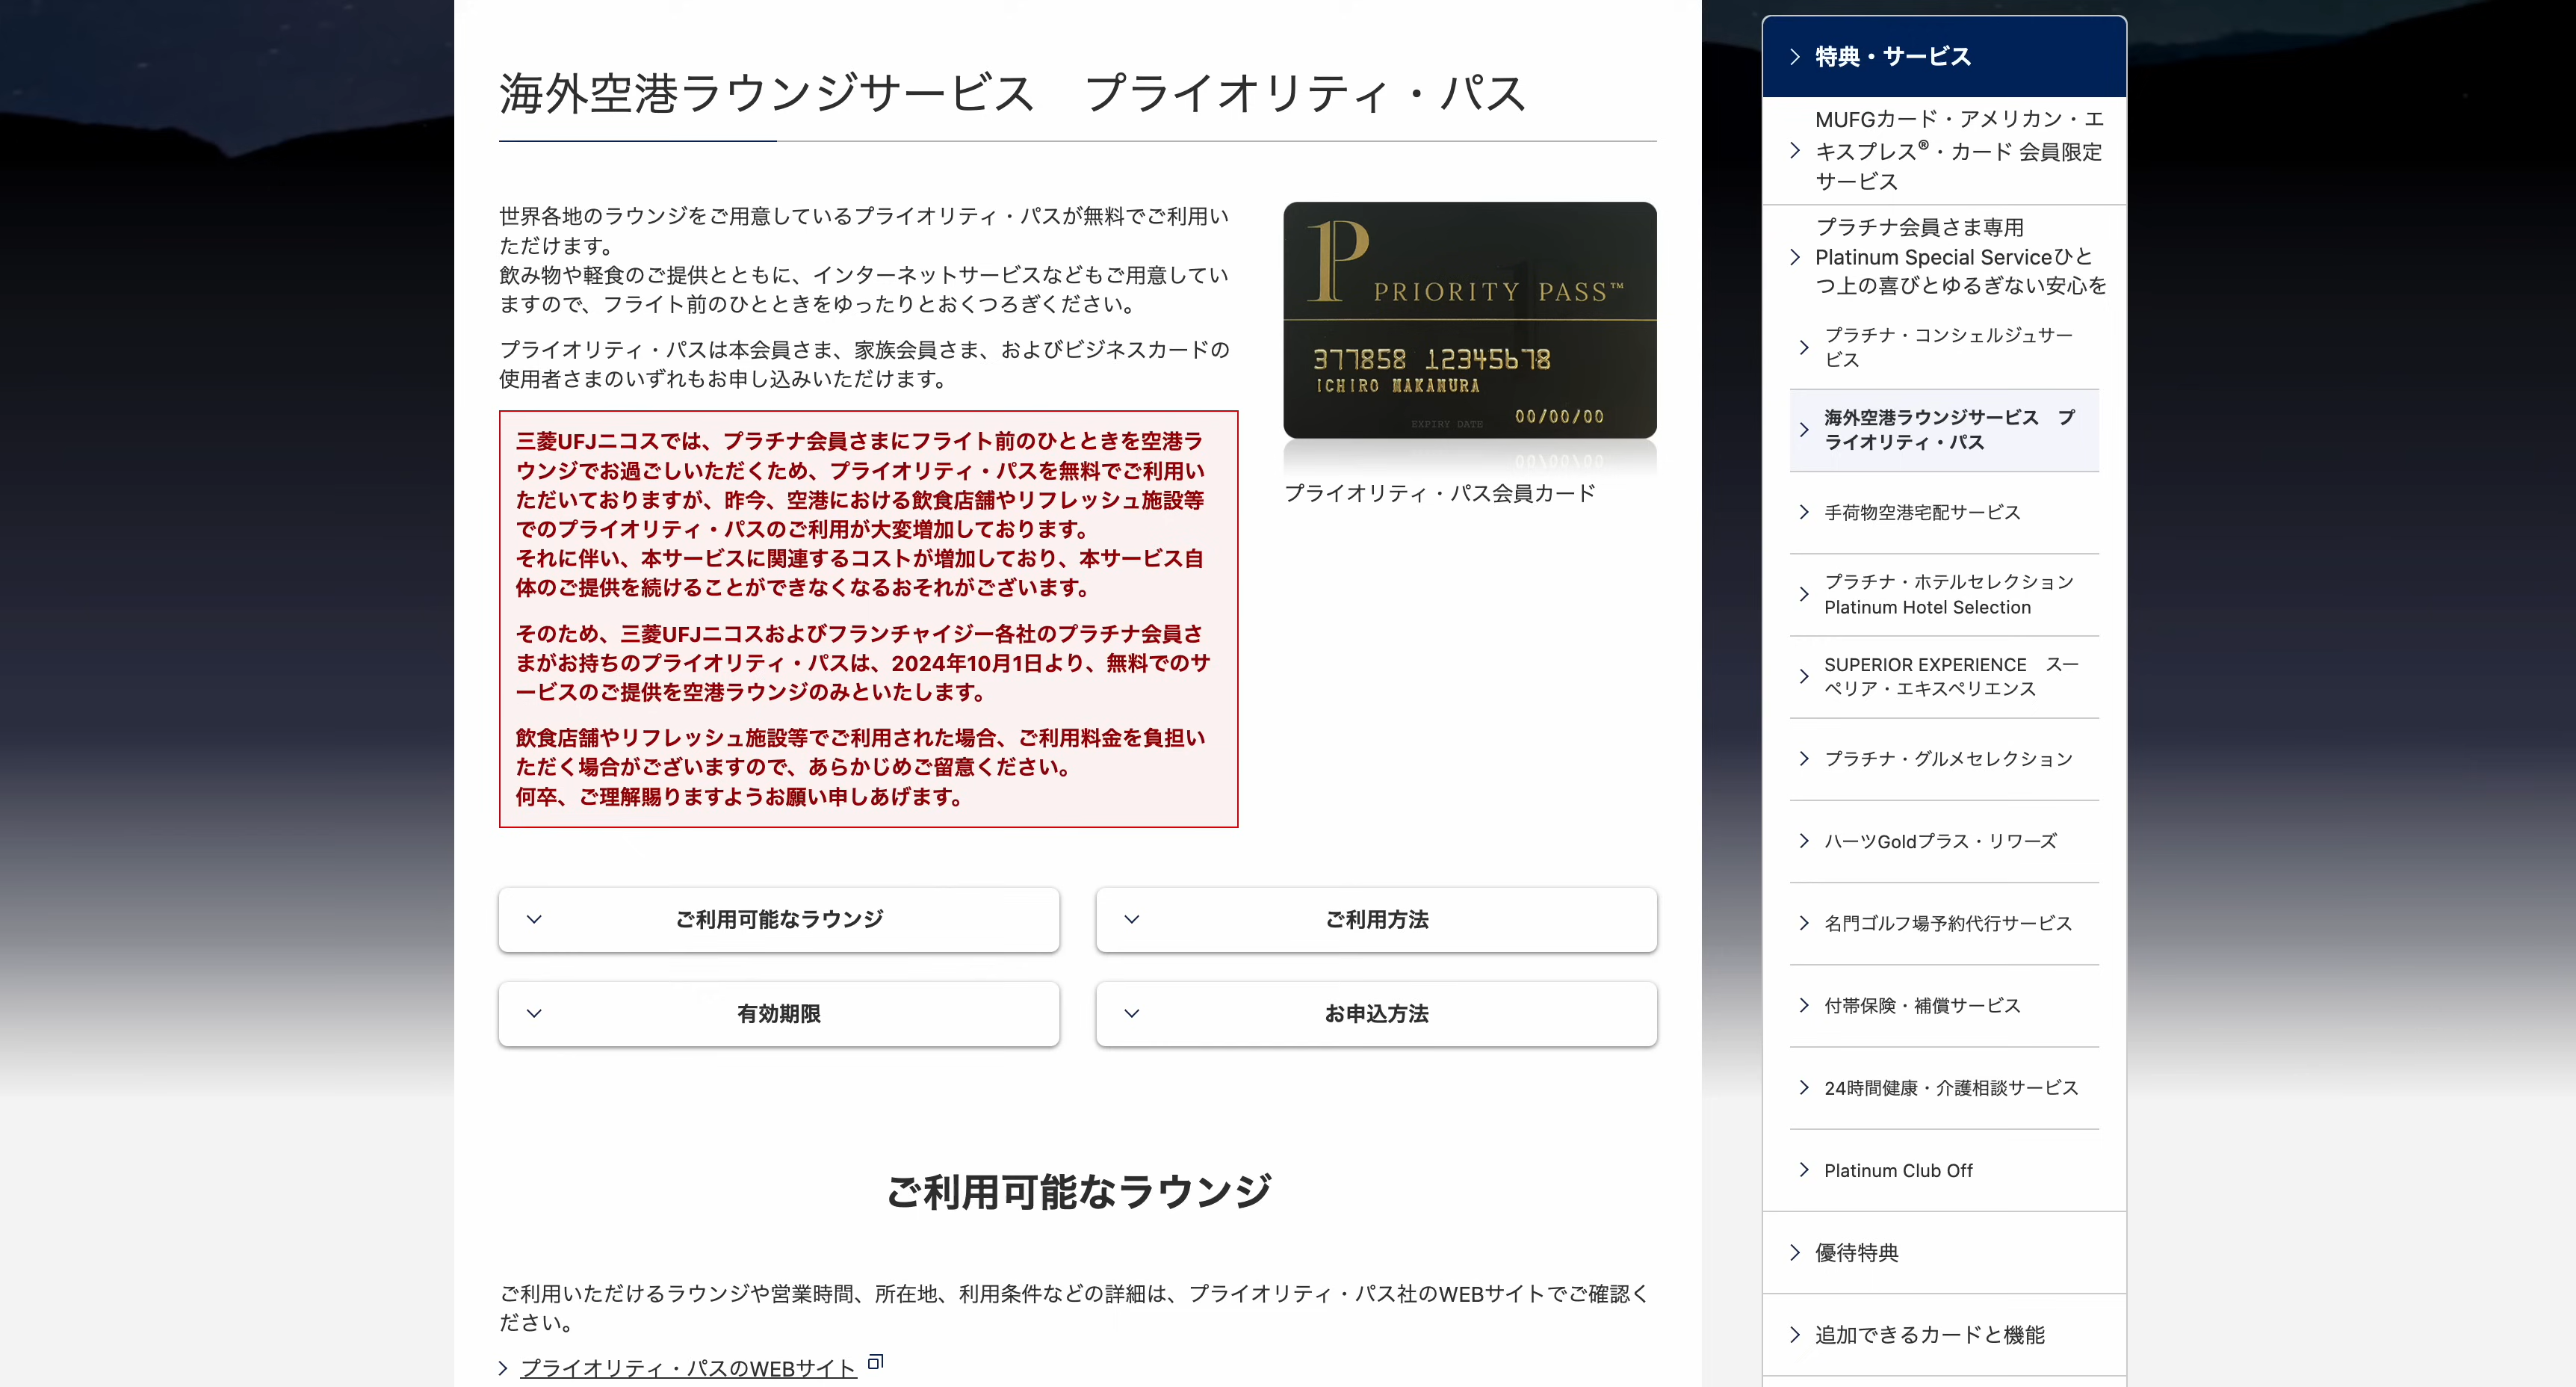 海外空港ラウンジサービス　プライオリティ・パス
世界各地のラウンジをご用意しているプライオリティ・パスが無料でご利用い
ただけます。
飲み物や軽食のご提供とともに、インターネットサービスなどもご用意してい
ますので、フライト前のひとときをゆったりとおくつろぎください。
プライオリティ・パスは本会員さま、家族会員さま、およびビジネスカードの
使用者さまのいずれもお申し込みいただけます。
三菱UFJニコスでは、プラチナ会員さまにフライト前のひとときを空港ラ
ウンジでお過ごしいただくため、プライオリティ・パスを無料でご利用い
ただいておりますが、昨今、空港における飲食店舗やリフレッシュ施設等
でのプライオリティ・パスのご利用が大変増加しております。
それに伴い、本サービスに関連するコストが増加しており、本サービス自
体のご提供を続けることができなくなるおそれがございます。
そのため、三菱UFJニコスおよびフランチャイジー各社のプラチナ会員さ
まがお持ちのプライオリティ・パスは、2024年10月1日より、無料でのサ
ービスのご提供を空港ラウンジのみといたします。
飲食店舗やリフレッシュ施設等でご利用された場合、ご利用料金を負担い
ただく場合がございますので、あらかじめご留意ください。
何卒、ご理解賜りますようお願い申しあげます。
P
PRIORITY PASS™
377858 12345678
ICHIRO NAKANURA
00/00/00
EXPIRY DATE
プライオリティ・パス会員カード
ご利用可能なラウンジ
ご利用方法
有効期限
お申込方法
ご利用可能なラウンジ
ご利用いただけるラウンジや営業時間、所在地、利用条件などの詳細は、プライオリティ・パス社のWEBサイトでご確認く
ださい。
プライオリティ・パスのWEBサイト
特典・サービス
MUFGカード・アメリカン・エ
キスプレス®・カード 会員限定
サービス
プラチナ会員さま専用
Platinum Special Serviceひと
つ上の喜びとゆるぎない安心を
プラチナ・コンシェルジュサー
ビス
海外空港ラウンジサービス　プ
ライオリティ・パス
手荷物空港宅配サービス
プラチナ・ホテルセレクション
Platinum Hotel Selection
SUPERIOR EXPERIENCE　スー
ペリア・エキスペリエンス
プラチナ・グルメセレクション
ハーツGoldプラス・リワーズ
名門ゴルフ場予約代行サービス
付帯保険・補償サービス
24時間健康・介護相談サービス
Platinum Club Off
優待特典
追加できるカードと機能